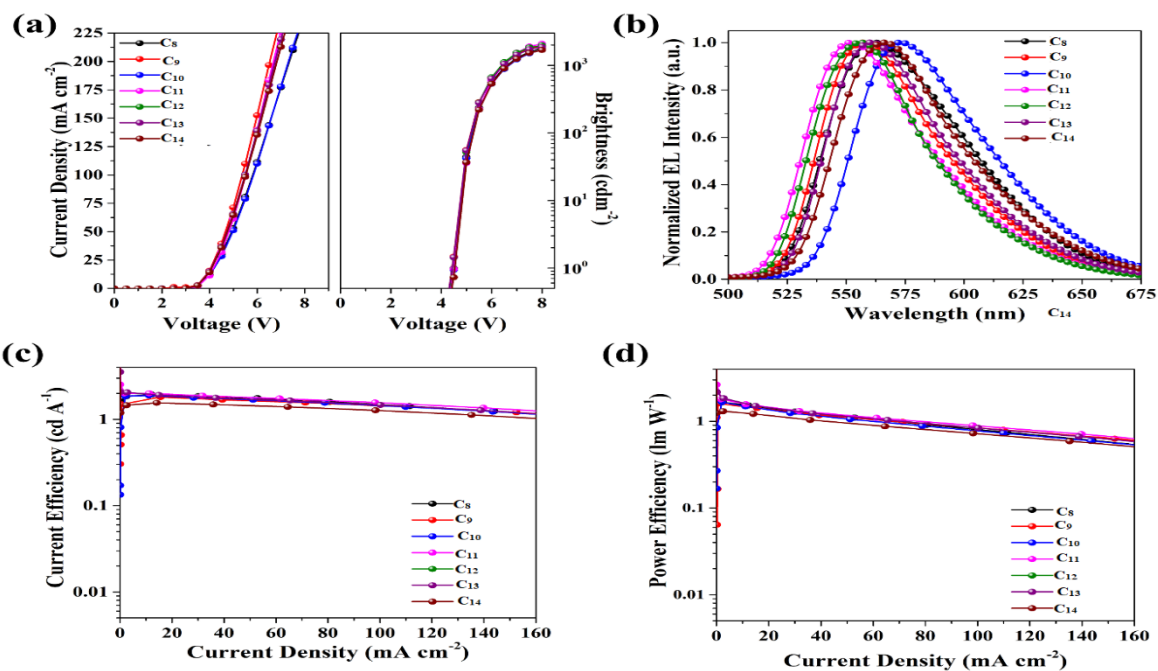 (a)
225
200
175
150
125
100
75
50
25
0
Current Density (mA cm⁻²)
C₈
C₉
C₁₀
C₁₁
C₁₂
C₁₃
C₁₄
0 2 4 6 8
Voltage (V)
0 2 4 6 8
Voltage (V)
10³
10²
10¹
10⁰
Brightness (cdm⁻²)
(b)
1.0
0.8
0.6
0.4
0.2
0.0
Normalized EL Intensity (a.u.)
C₈
C₉
C₁₀
C₁₁
C₁₂
C₁₃
C₁₄
500 525 550 575 600 625 650 675
Wavelength (nm)
C₁₄
(c)
1
0.1
0.01
Current Efficiency (cd A⁻¹)
C₈
C₉
C₁₀
C₁₁
C₁₂
C₁₃
C₁₄
0 20 40 60 80 100 120 140 160
Current Density (mA cm⁻²)
(d)
1
0.1
0.01
Power Efficiency (lm W⁻¹)
C₈
C₉
C₁₀
C₁₁
C₁₂
C₁₃
C₁₄
0 20 40 60 80 100 120 140 160
Current Density (mA cm⁻²)